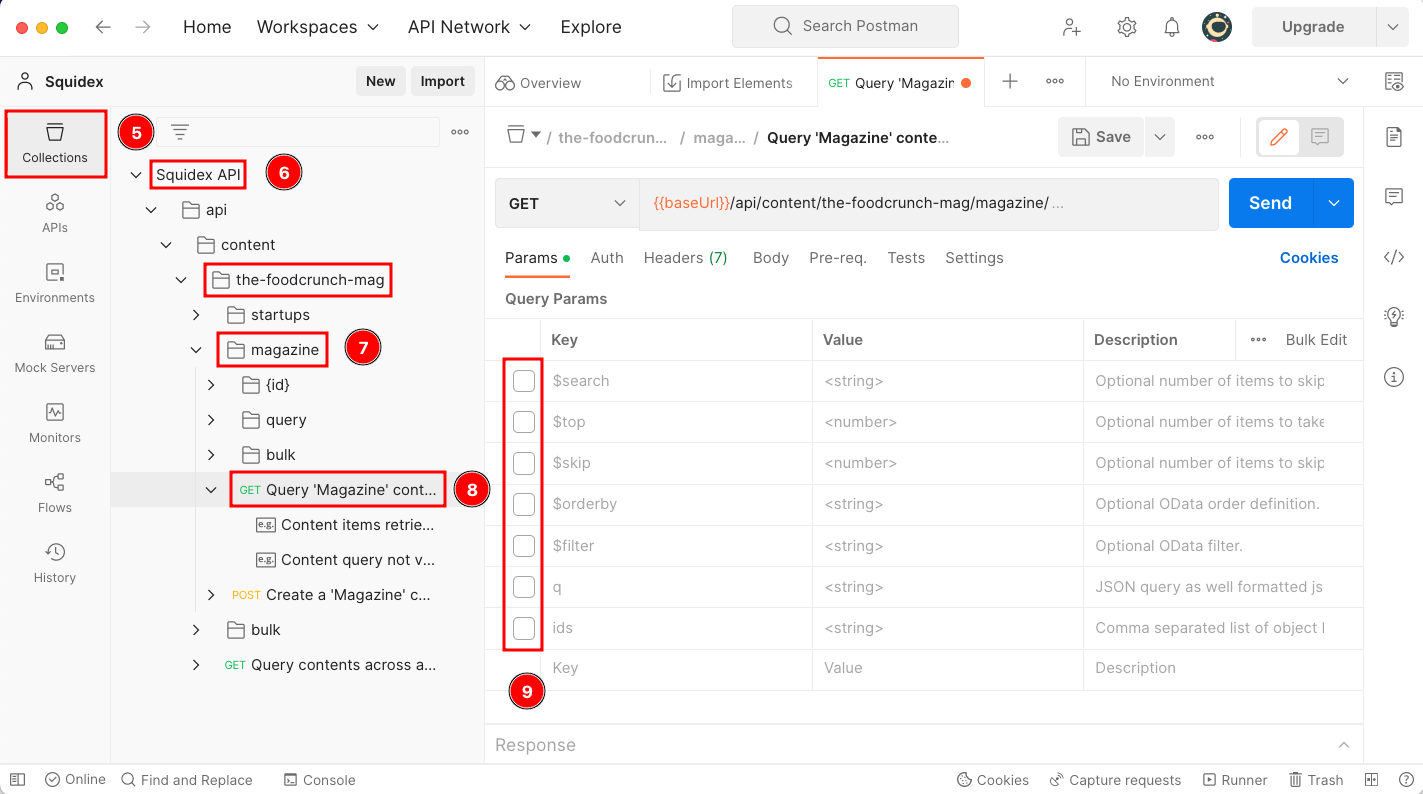 Home Workspaces API Network Explore Search Postman Upgrade
Squidex New Import Overview Import Elements GET Query 'Magazin No Environment
Collections
5
Squidex API
6
api
content
the-foodcrunch-mag
startups
magazine
7
{id}
query
bulk
GET Query 'Magazine' cont...
8
e.g. Content items retrie...
e.g. Content query not v...
POST Create a 'Magazine' c...
bulk
GET Query contents across a...
APIs
Environments
Mock Servers
Monitors
Flows
History
/ the-foodcrun... / maga... / Query 'Magazine' conte... Save
GET {{baseUrl}}/api/content/the-foodcrunch-mag/magazine/ ... Send
Params Auth Headers (7) Body Pre-req. Tests Settings Cookies
Query Params
Key Value Description Bulk Edit
$search <string> Optional number of items to skip
$top <number> Optional number of items to take
$skip <number> Optional number of items to skip
$orderby <string> Optional OData order definition.
$filter <string> Optional OData filter.
q <string> JSON query as well formatted js
ids <string> Comma separated list of object I
Key Value Description
9
Response
Online Find and Replace Console Cookies Capture requests Runner Trash